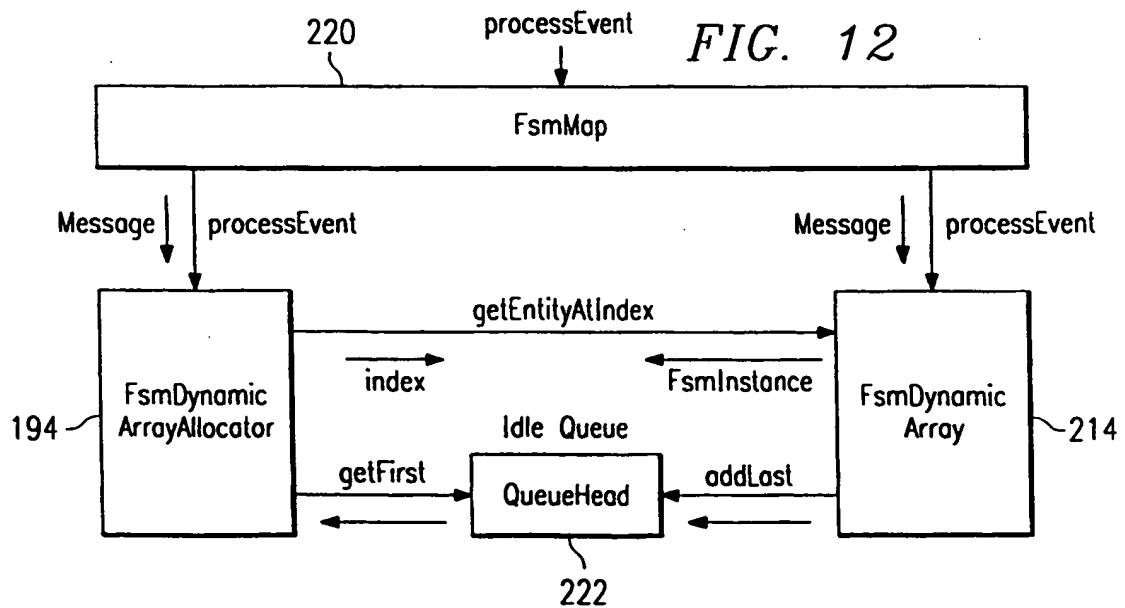 220
processEvent
FIG. 12
FsmMap
Message
processEvent
Message
processEvent
getEntityAtIndex
index
FsmInstance
FsmDynamic
ArrayAllocator
194
FsmDynamic
Array
214
Idle Queue
getFirst
QueueHead
addLast
222